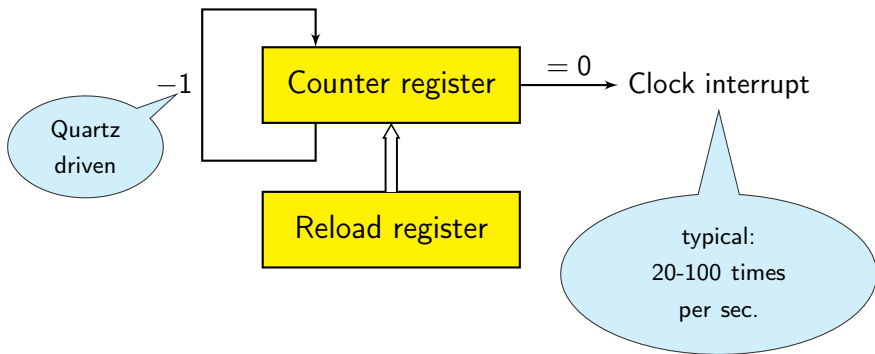 −1
Counter register
= 0
Clock interrupt
Quartz
driven
Reload register
typical:
20-100 times
per sec.